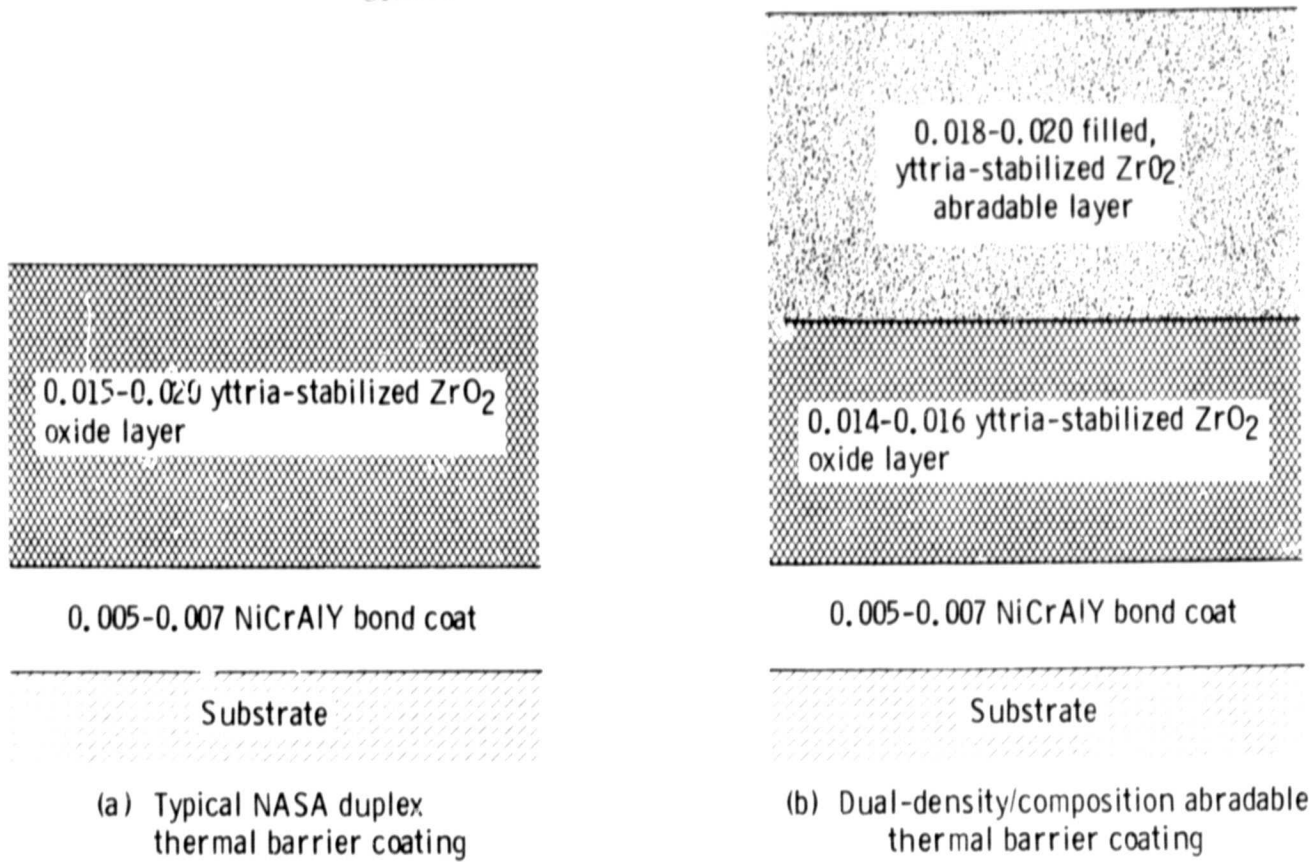 0.015-0.020 yttria-stabilized ZrO2
oxide layer
0.005-0.007 NiCrAlY bond coat
Substrate
(a) Typical NASA duplex
thermal barrier coating
0.018-0.020 filled,
yttria-stabilized ZrO2
abradable layer
0.014-0.016 yttria-stabilized ZrO2
oxide layer
0.005-0.007 NiCrAlY bond coat
Substrate
(b) Dual-density/composition abradable
thermal barrier coating